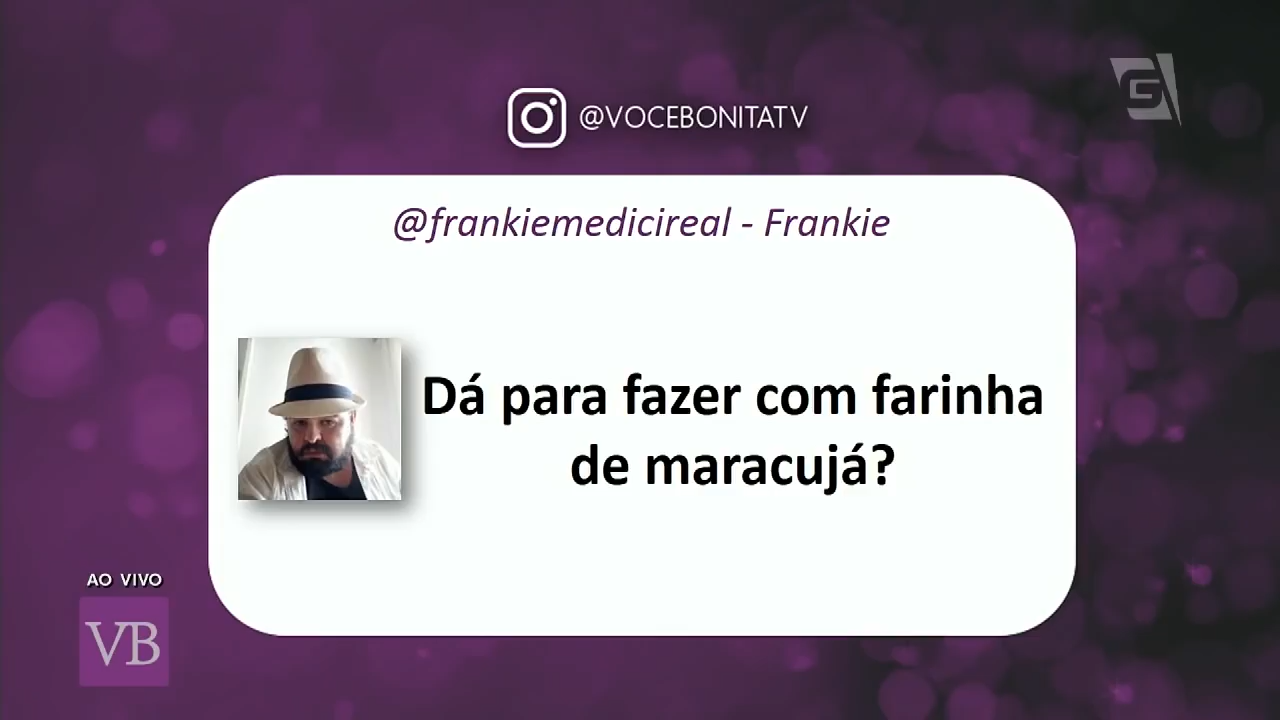 @VOCEBONITATV
@frankiemedicireal - Frankie
Dá para fazer com farinha
de maracujá?
AO VIVO
VB